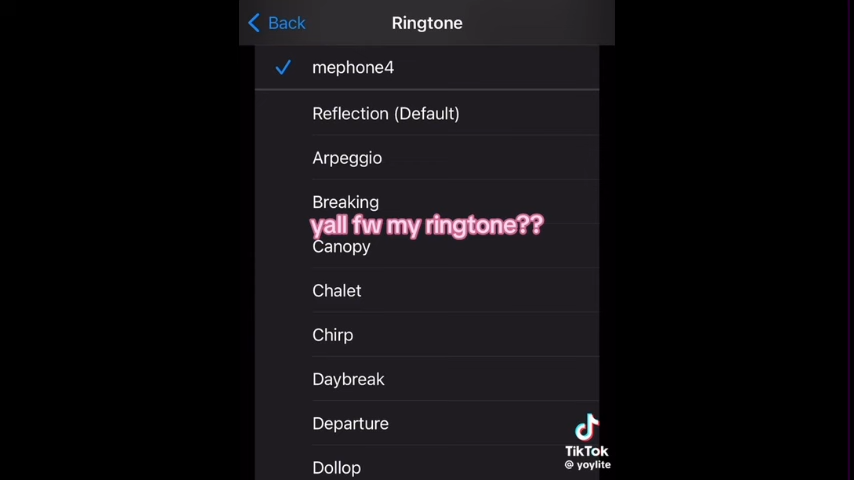 Back
Ringtone
mephone4
Reflection (Default)
Arpeggio
Breaking
yall fw my ringtone??
Canopy
Chalet
Chirp
Daybreak
Departure
Dollop
TikTok
@ yoylite